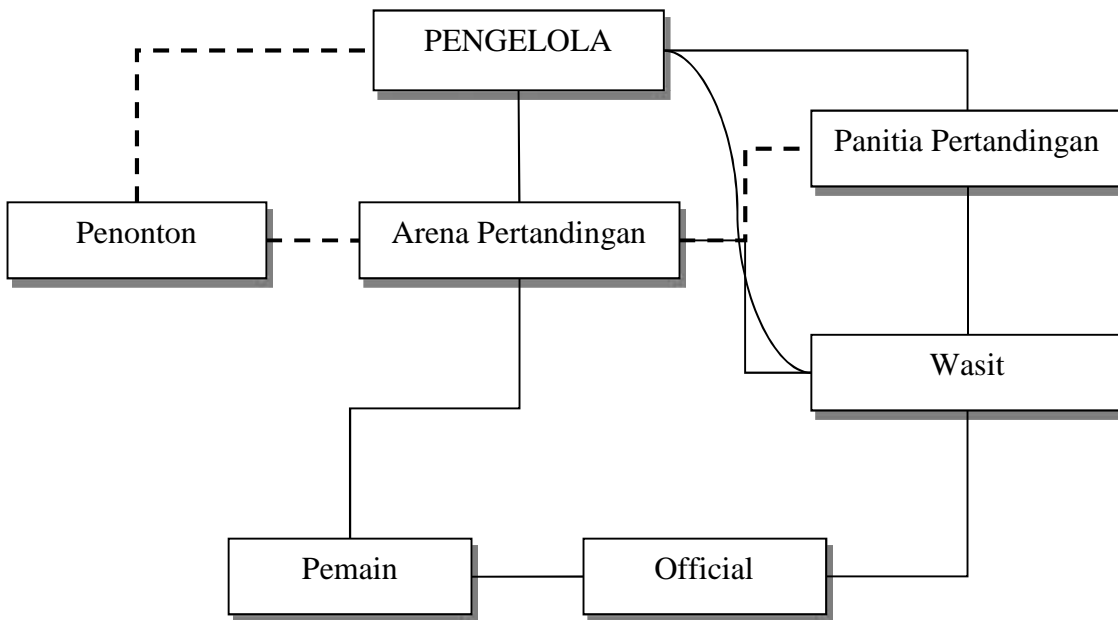 PENGELOLA
Panitia Pertandingan
Penonton
Arena Pertandingan
Wasit
Pemain
Official